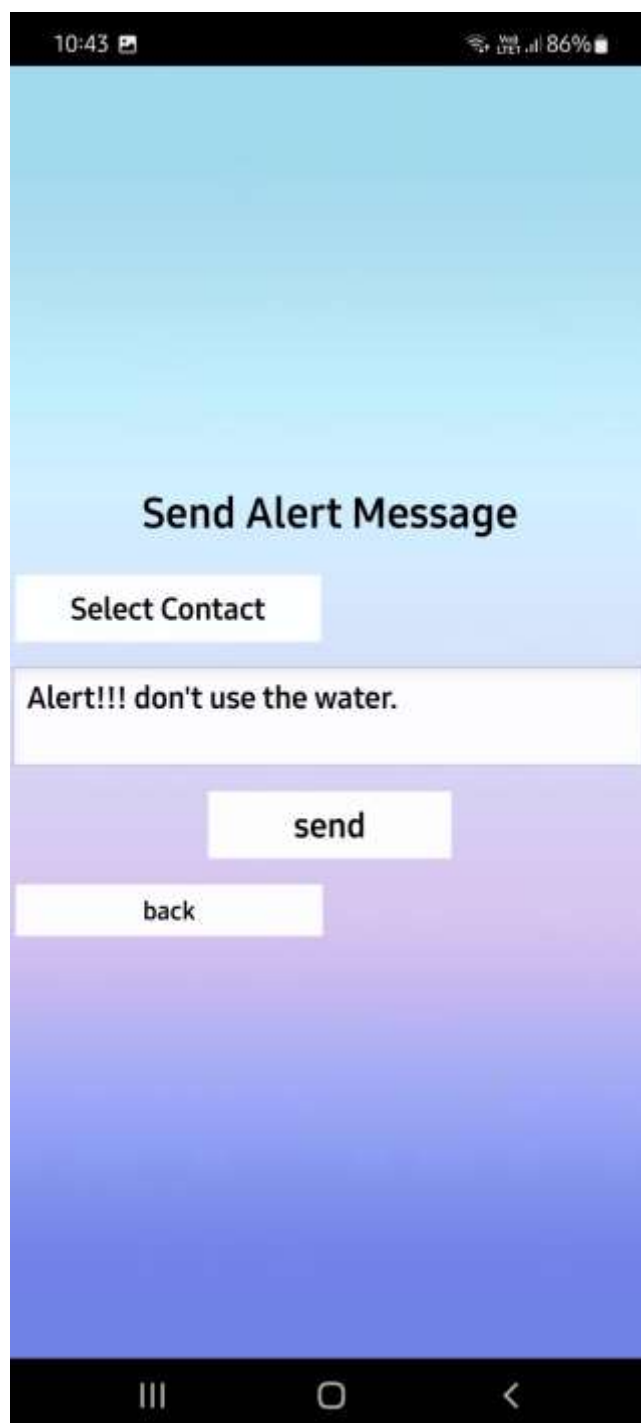 10:43 86%
Send Alert Message
Select Contact
Alert!!! don't use the water.
send
back